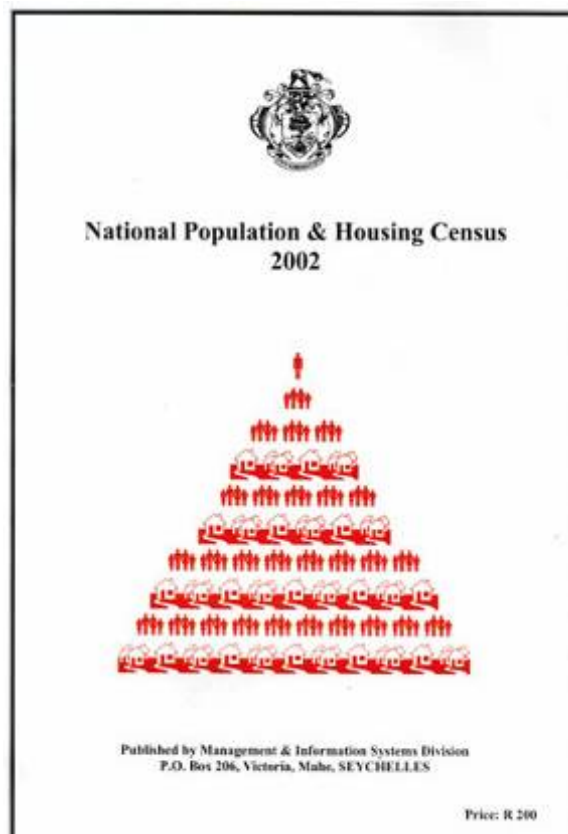 National Population & Housing Census
2002
Published by Management & Information Systems Division
P.O. Box 206, Victoria, Mahe, SEYCHELLES
Price: R 200